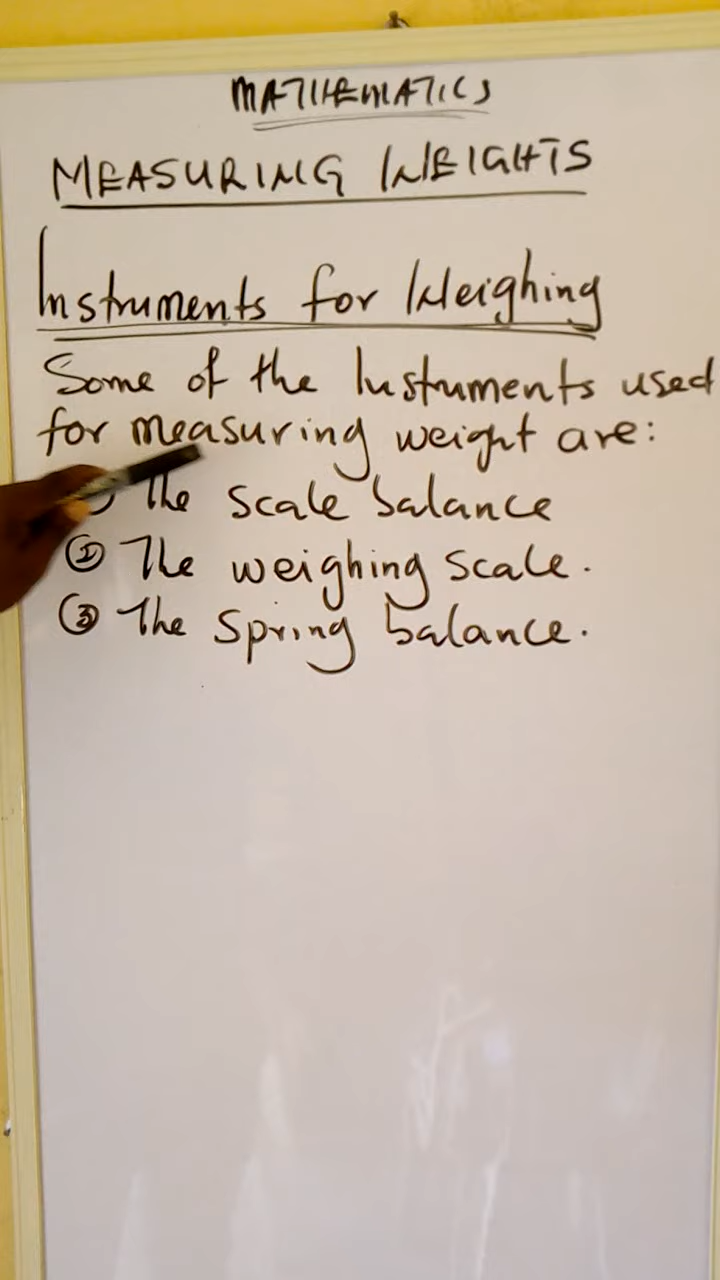 MATHEMATICS
MEASURING WEIGHTS
Instruments for Weighing
Some of the Instruments used
for measuring weight are:
The scale balance
② The weighing scale.
③ The Spring balance.